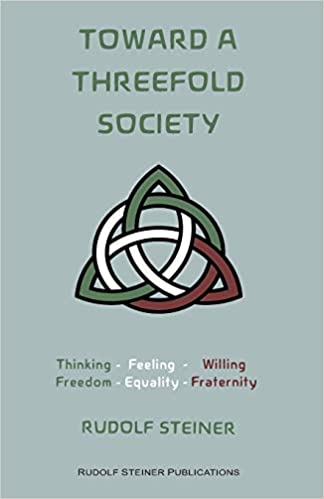 TOWARD A
THREEFOLD
SOCIETY
Thinking - Feeling - Willing
Freedom - Equality - Fraternity
RUDOLF STEINER
RUDOLF STEINER PUBLICATIONS